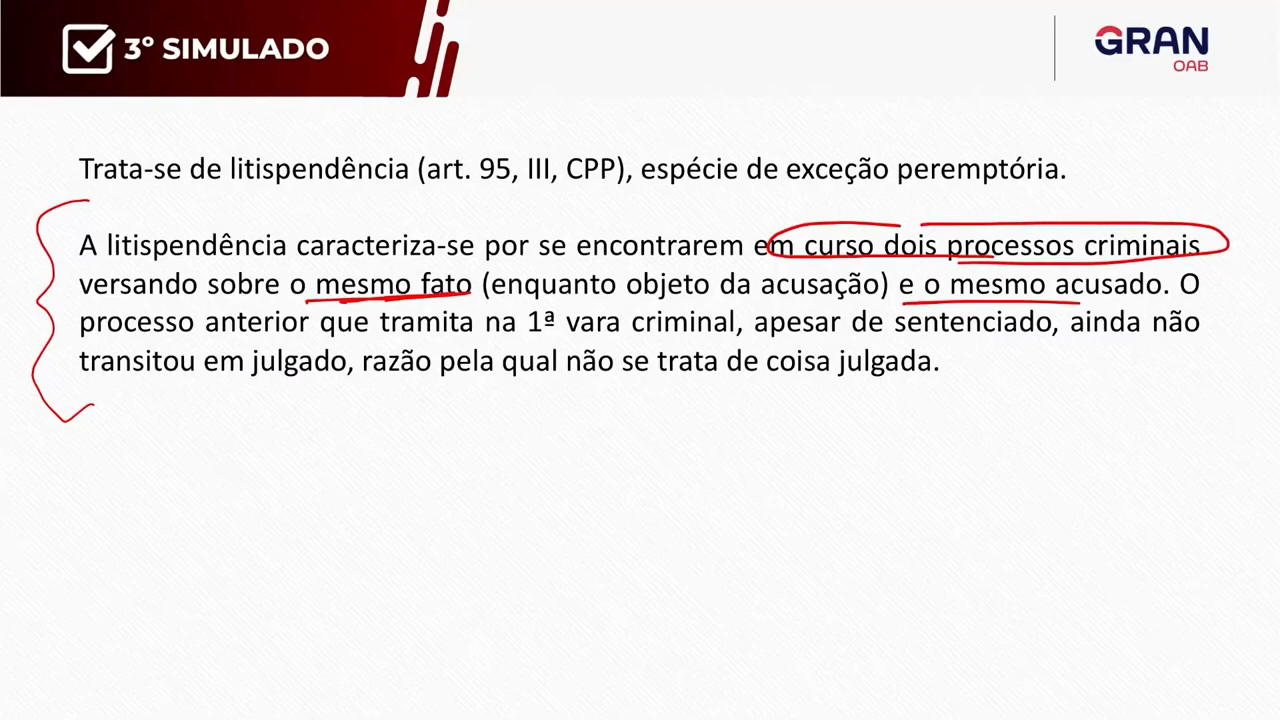 3º SIMULADO
GRAN
OAB
Trata-se de litispendência (art. 95, III, CPP), espécie de exceção peremptória.
A litispendência caracteriza-se por se encontrarem em curso dois processos criminais
versando sobre o mesmo fato (enquanto objeto da acusação) e o mesmo acusado. O
processo anterior que tramita na 1ª vara criminal, apesar de sentenciado, ainda não
transitou em julgado, razão pela qual não se trata de coisa julgada.